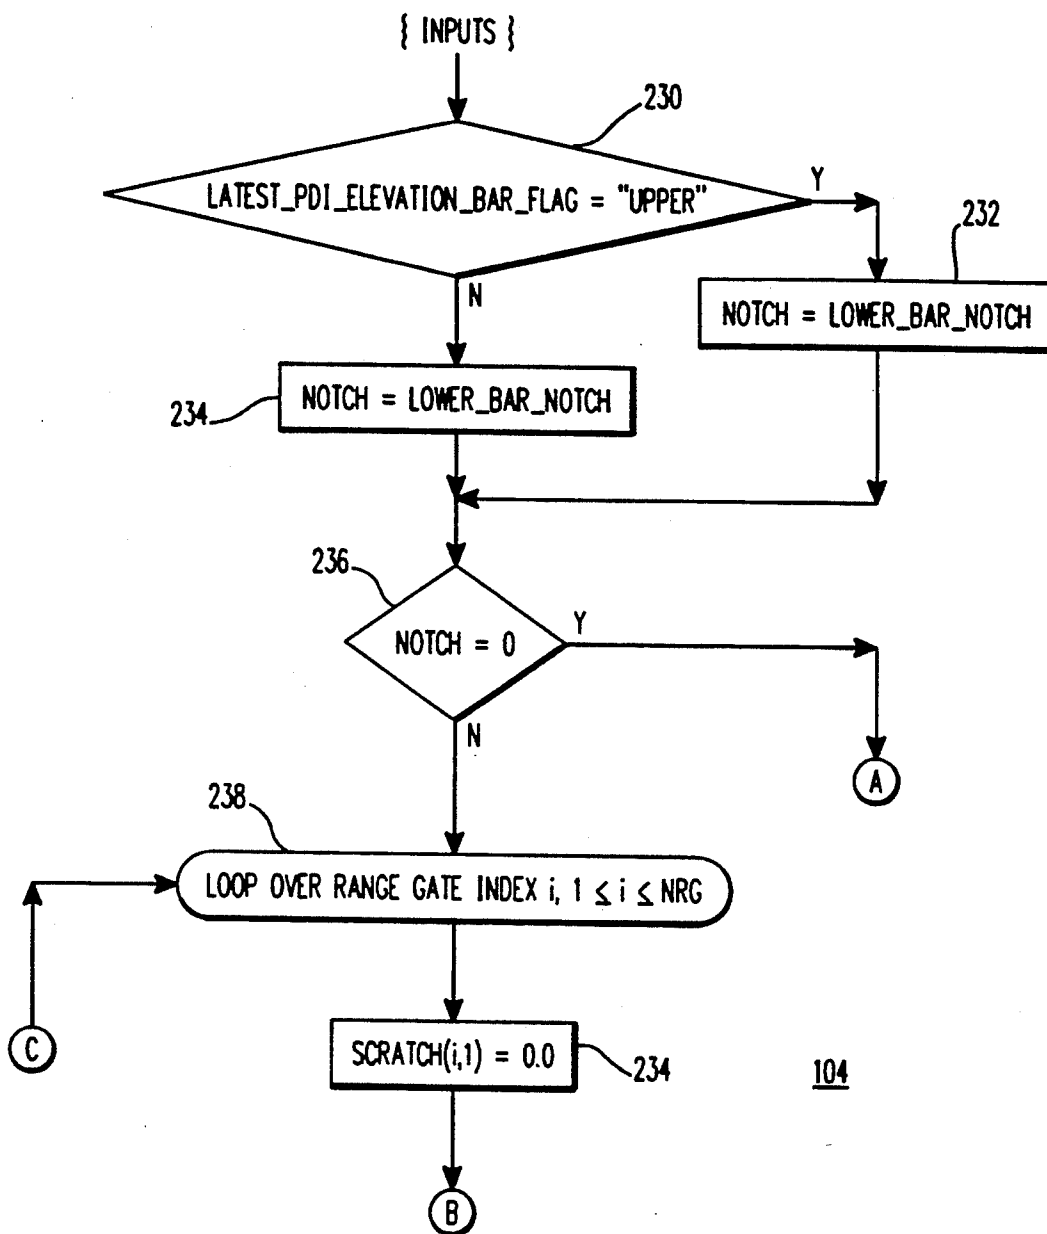 { INPUTS }
230
LATEST_PDI_ELEVATION_BAR_FLAG = "UPPER"
Y
232
N
NOTCH = LOWER_BAR_NOTCH
NOTCH = LOWER_BAR_NOTCH
234
236
NOTCH = 0
Y
N
A
238
LOOP OVER RANGE GATE INDEX i, 1 ≤ i ≤ NRG
C
SCRATCH(i,1) = 0.0
234
104
B